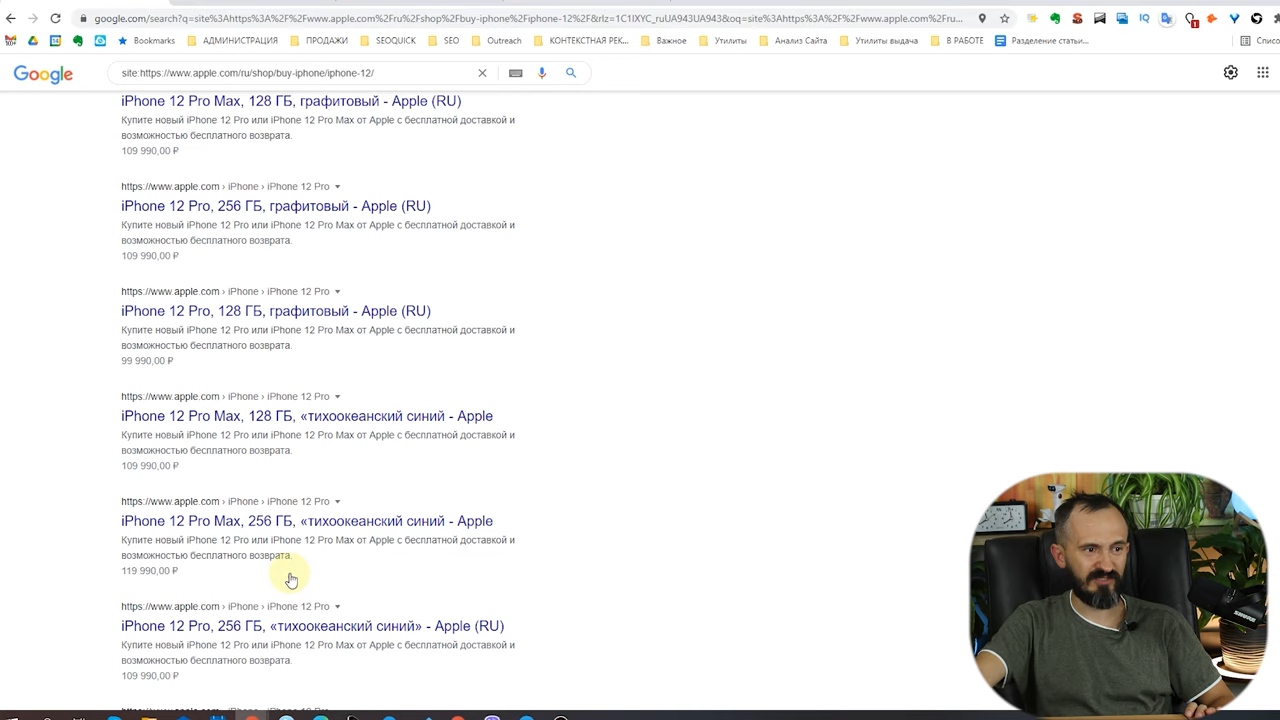 google.com/search?q=site%3Ahttps%3A%2F%2Fwww.apple.com%2Fru%2Fshop%2Fbuy-iphone%2Fiphone-12%2F&rlz=1C1IXYC_ruUA943UA943&oq=site%3Ahttps%3A%2F%2Fwww.apple.com%2Fru...
Bookmarks АДМИНИСТРАЦИЯ ПРОДАЖИ SEOQUICK SEO Outreach КОНТЕКСТНАЯ РЕК... Важное Утилиты Анализ Сайта Утилиты выдача В РАБОТЕ Разделение статьи... Списо
Google site:https://www.apple.com/ru/shop/buy-iphone/iphone-12/
iPhone 12 Pro Max, 128 ГБ, графитовый - Apple (RU)
Купите новый iPhone 12 Pro или iPhone 12 Pro Max от Apple с бесплатной доставкой и
возможностью бесплатного возврата.
109 990,00 ₽
https://www.apple.com › iPhone › iPhone 12 Pro
iPhone 12 Pro, 256 ГБ, графитовый - Apple (RU)
Купите новый iPhone 12 Pro или iPhone 12 Pro Max от Apple с бесплатной доставкой и
возможностью бесплатного возврата.
109 990,00 ₽
https://www.apple.com › iPhone › iPhone 12 Pro
iPhone 12 Pro, 128 ГБ, графитовый - Apple (RU)
Купите новый iPhone 12 Pro или iPhone 12 Pro Max от Apple с бесплатной доставкой и
возможностью бесплатного возврата.
99 990,00 ₽
https://www.apple.com › iPhone › iPhone 12 Pro
iPhone 12 Pro Max, 128 ГБ, «тихоокеанский синий - Apple
Купите новый iPhone 12 Pro или iPhone 12 Pro Max от Apple с бесплатной доставкой и
возможностью бесплатного возврата.
109 990,00 ₽
https://www.apple.com › iPhone › iPhone 12 Pro
iPhone 12 Pro Max, 256 ГБ, «тихоокеанский синий - Apple
Купите новый iPhone 12 Pro или iPhone 12 Pro Max от Apple с бесплатной доставкой и
возможностью бесплатного возврата.
119 990,00 ₽
https://www.apple.com › iPhone › iPhone 12 Pro
iPhone 12 Pro, 256 ГБ, «тихоокеанский синий» - Apple (RU)
Купите новый iPhone 12 Pro или iPhone 12 Pro Max от Apple с бесплатной доставкой и
возможностью бесплатного возврата.
109 990,00 ₽